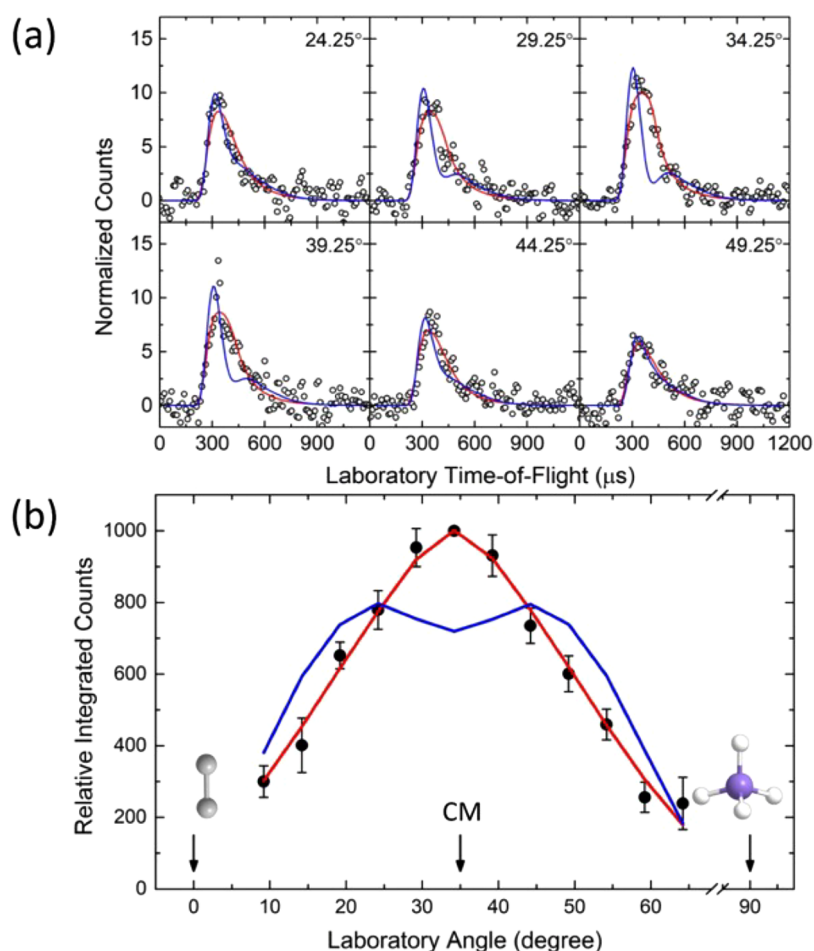 (a)
24.25° 29.25° 34.25°
15
10
5
0
39.25° 44.25° 49.25°
15
10
5
0
Normalized Counts
0 300 600 900 0 300 600 900 0 300 600 900 1200
Laboratory Time-of-Flight (μs)
(b)
1000
800
600
400
200
0
Relative Integrated Counts
CM
0 10 20 30 40 50 60 90
Laboratory Angle (degree)